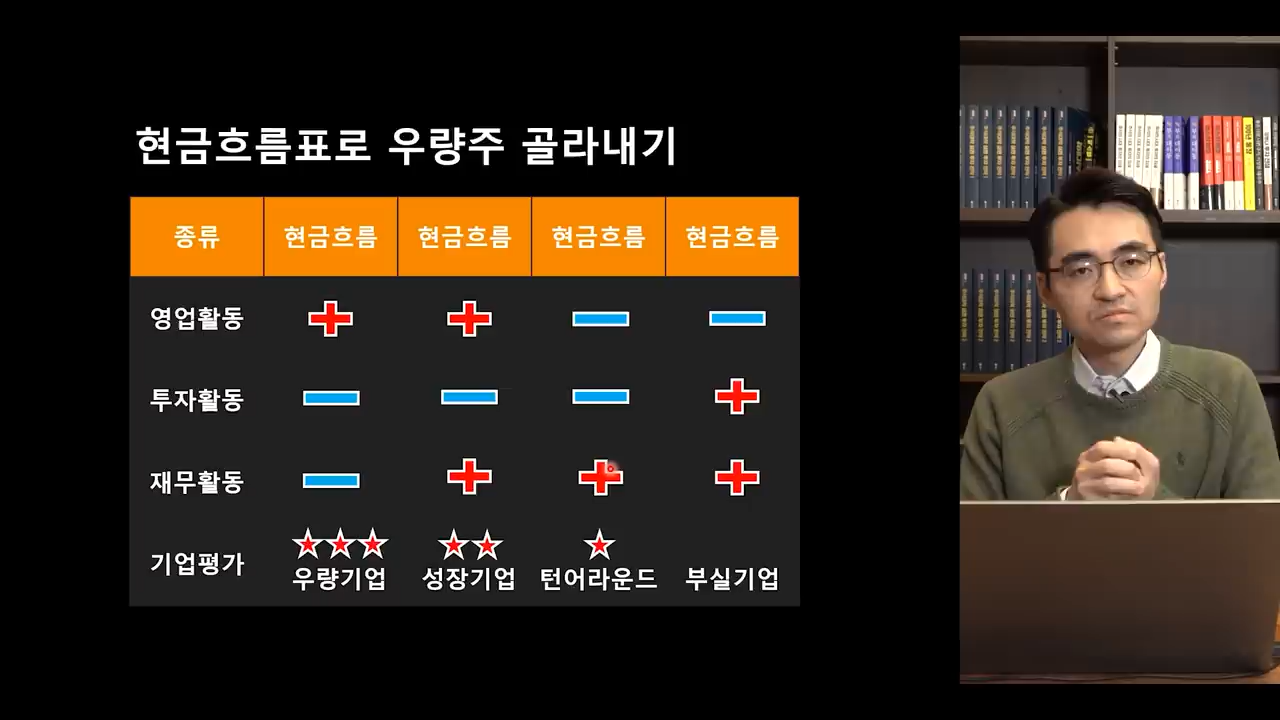 현금흐름표로 우량주 골라내기
종류 현금흐름 현금흐름 현금흐름 현금흐름
영업활동
투자활동
재무활동
기업평가
우량기업 성장기업 턴어라운드 부실기업